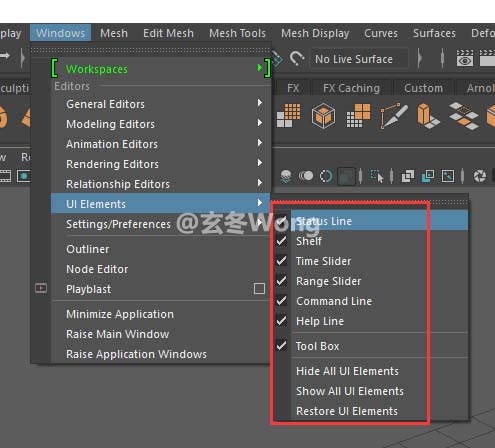 play Windows Mesh Edit Mesh Mesh Tools Mesh Display Curves Surfaces Defo
Workspaces
No Live Surface
Editors
General Editors
FX FX Caching Custom Arnol
Modeling Editors
Animation Editors
Rendering Editors
Relationship Editors
UI Elements
Settings/Preferences
Outliner
Node Editor
Playblast
Minimize Application
Raise Main Window
Raise Application Windows
Status Line
Shelf
Time Slider
Range Slider
Command Line
Help Line
Tool Box
Hide All UI Elements
Show All UI Elements
Restore UI Elements
@玄冬Wong